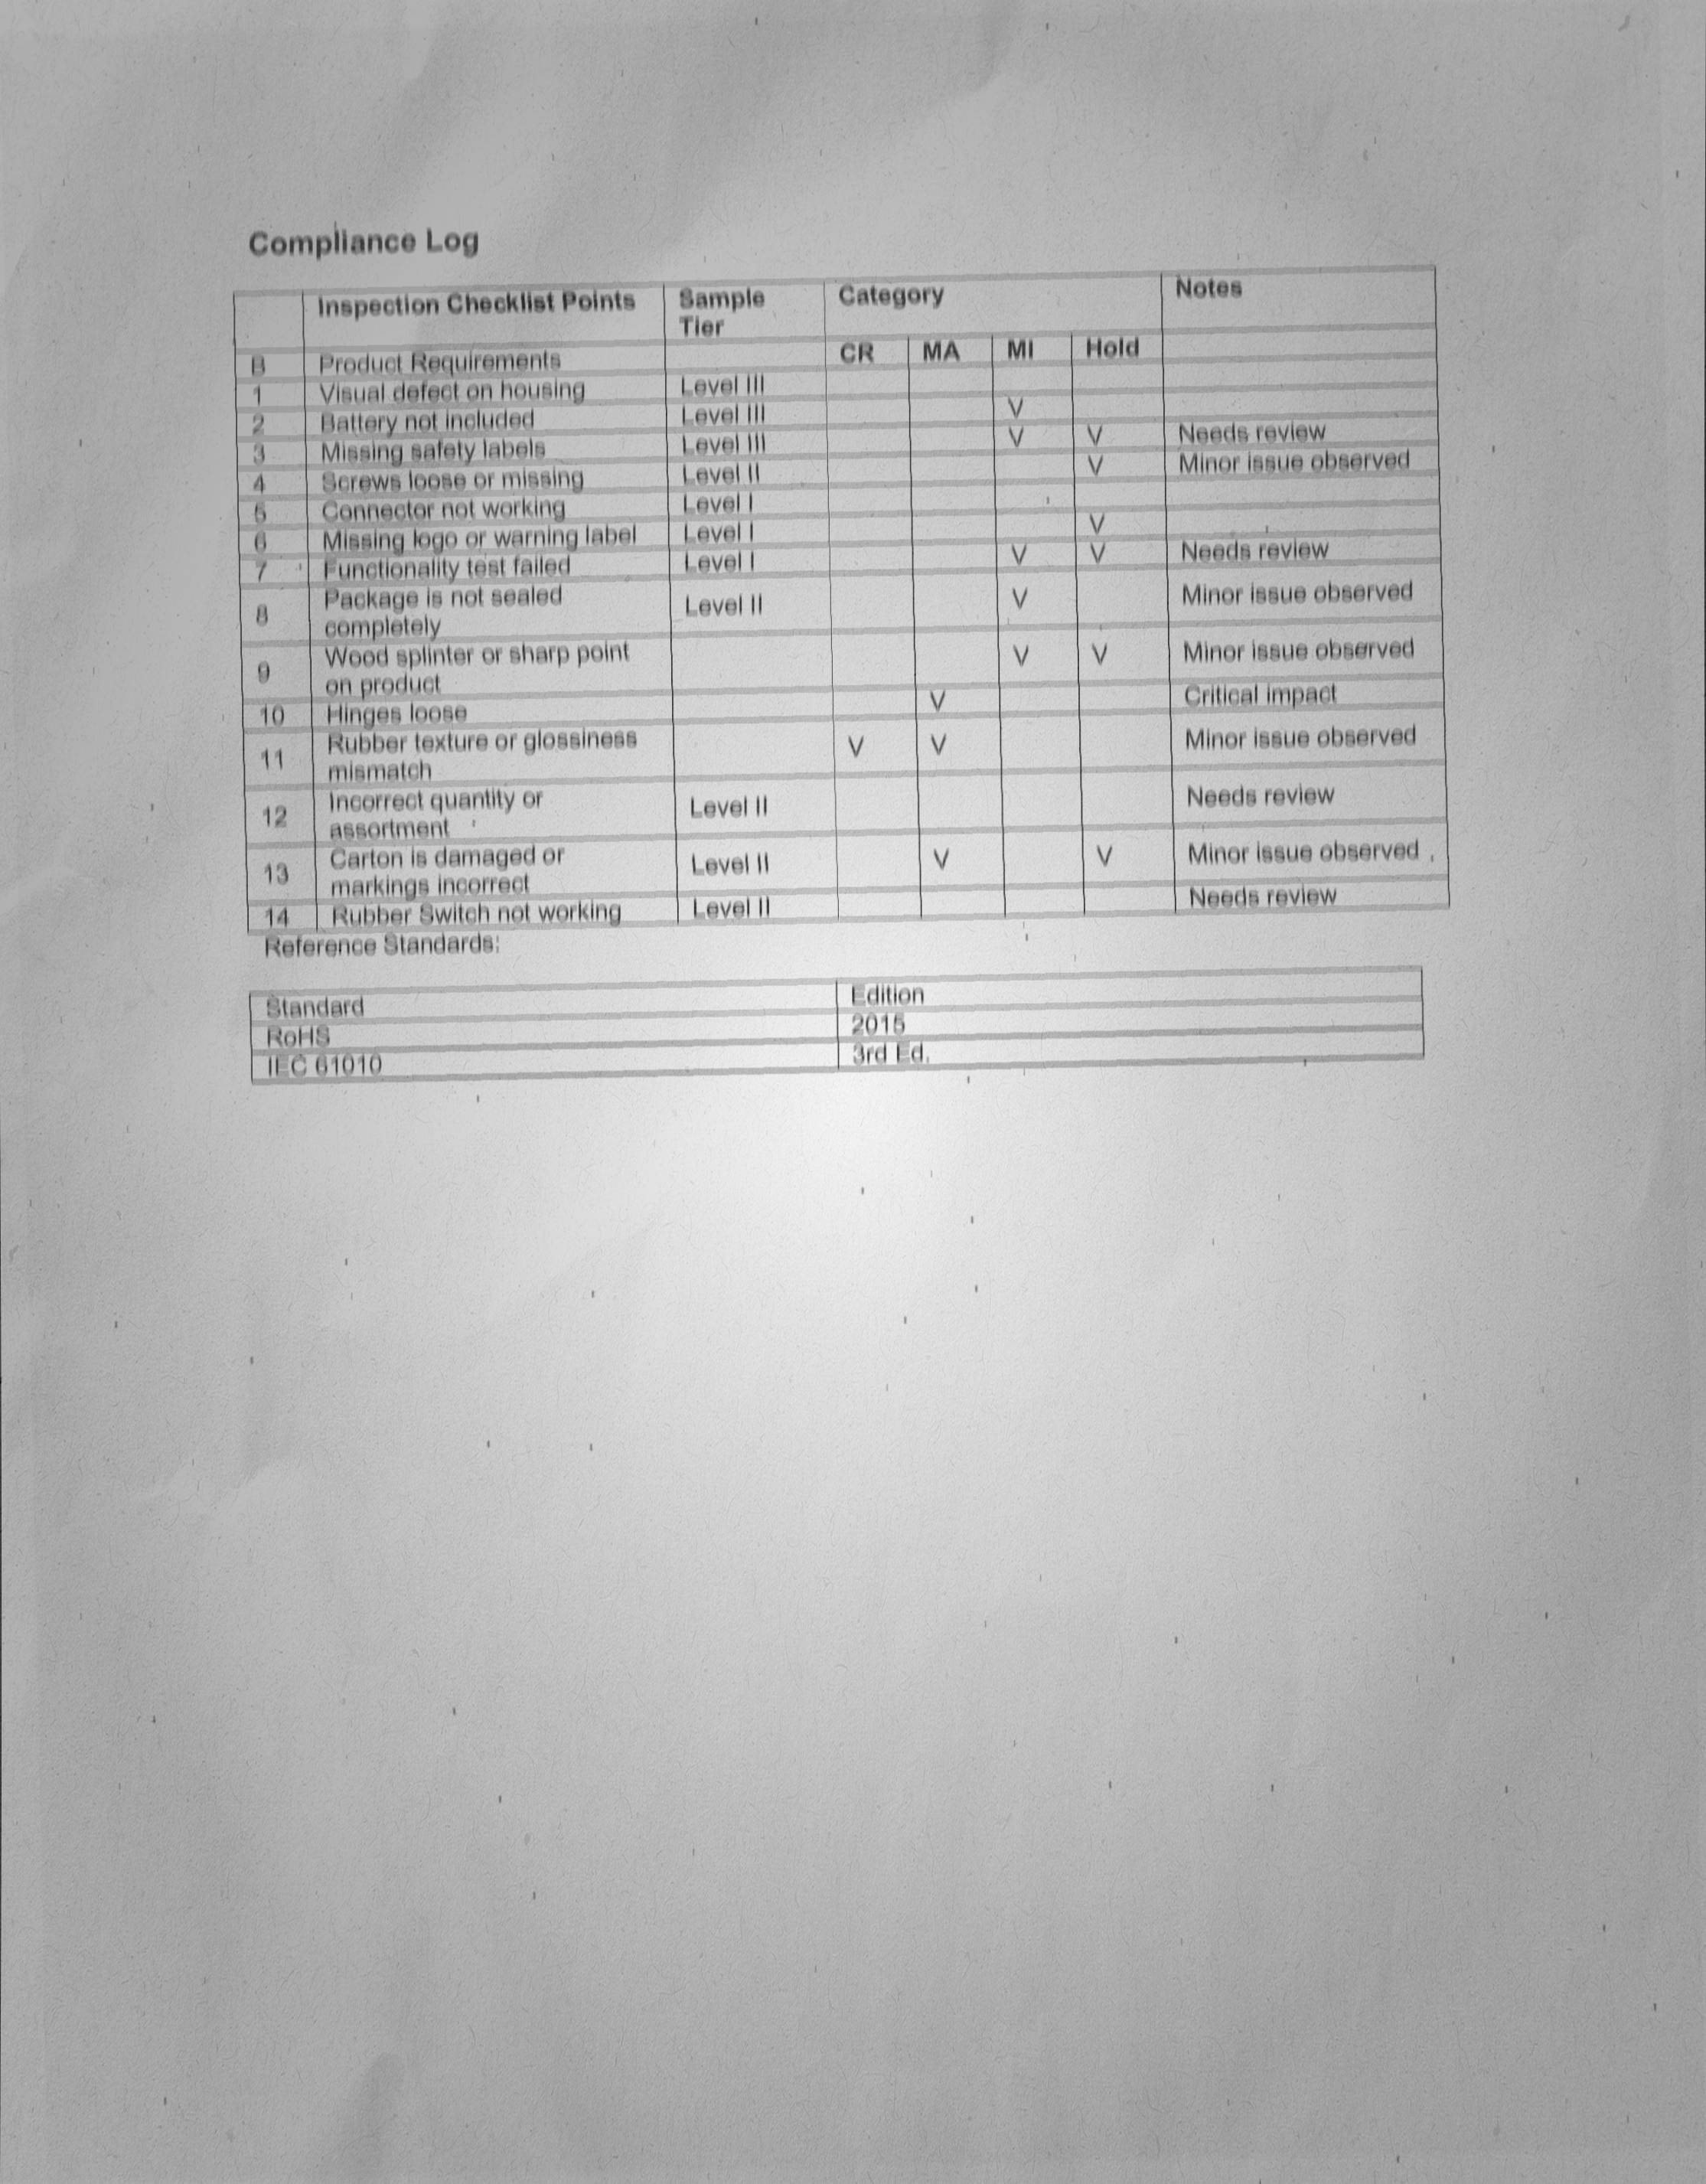 Compliance Log
Inspection Checklist Points Sample Tier Category Notes
B Product Requirements CR MA MI Hold
1 Visual defect on housing Level III
2 Battery not included Level III V
3 Missing safety labels Level III V V Needs review
4 Screws loose or missing Level II V Minor issue observed
5 Connector not working Level I
6 Missing logo or warning label Level I V
7 Functionality test failed Level I V V Needs review
8 Package is not sealed completely Level II V Minor issue observed
9 Wood splinter or sharp point on product V V Minor issue observed
10 Hinges loose V Critical impact
11 Rubber texture or glossiness mismatch V V Minor issue observed
12 Incorrect quantity or assortment Level II Needs review
13 Carton is damaged or markings incorrect Level II V V Minor issue observed
14 Rubber Switch not working Level II Needs review
Reference Standards:
Standard Edition
RoHS 2015
IEC 61010 3rd Ed.